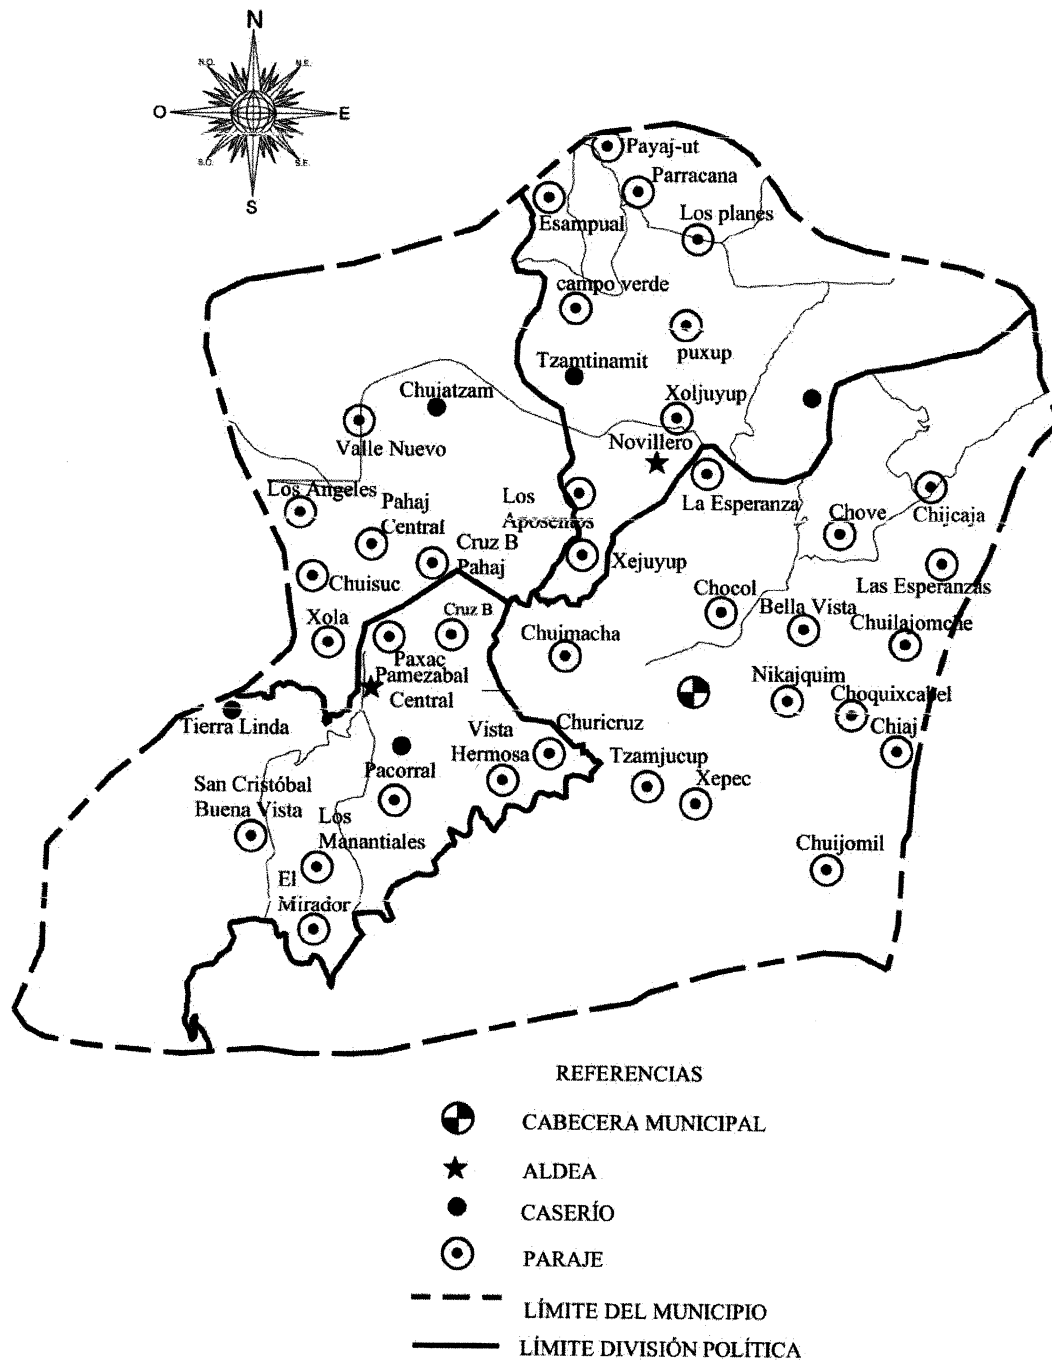 N
N.O.
N.E.
O
E
S.O.
S.E.
S
Payaj-ut
Parracana
Esampual
Los planes
campo verde
puxup
Tzamtinamit
Chuiatzam
Xoljuyup
Valle Nuevo
Novillero
Los Angeles
Pahaj
Central
Los
Aposentos
La Esperanza
Chove
Chijcaja
Cruz B
Pahaj
Xejuyup
Chuisuc
Las Esperanzas
Chocol
Xola
Cruz B
Bella Vista
Chuilajomche
Chuimacha
Paxac
Pamezabal
Central
Nikajquim
Choquixcabel
Tierra Linda
Vista
Hermosa
Churicruz
Chiaj
Tzamjucup
Xepec
Pacorral
San Cristóbal
Buena Vista
Los
Manantiales
Chuijomil
El
Mirador
REFERENCIAS
CABECERA MUNICIPAL
ALDEA
CASERÍO
PARAJE
LÍMITE DEL MUNICIPIO
LÍMITE DIVISIÓN POLÍTICA